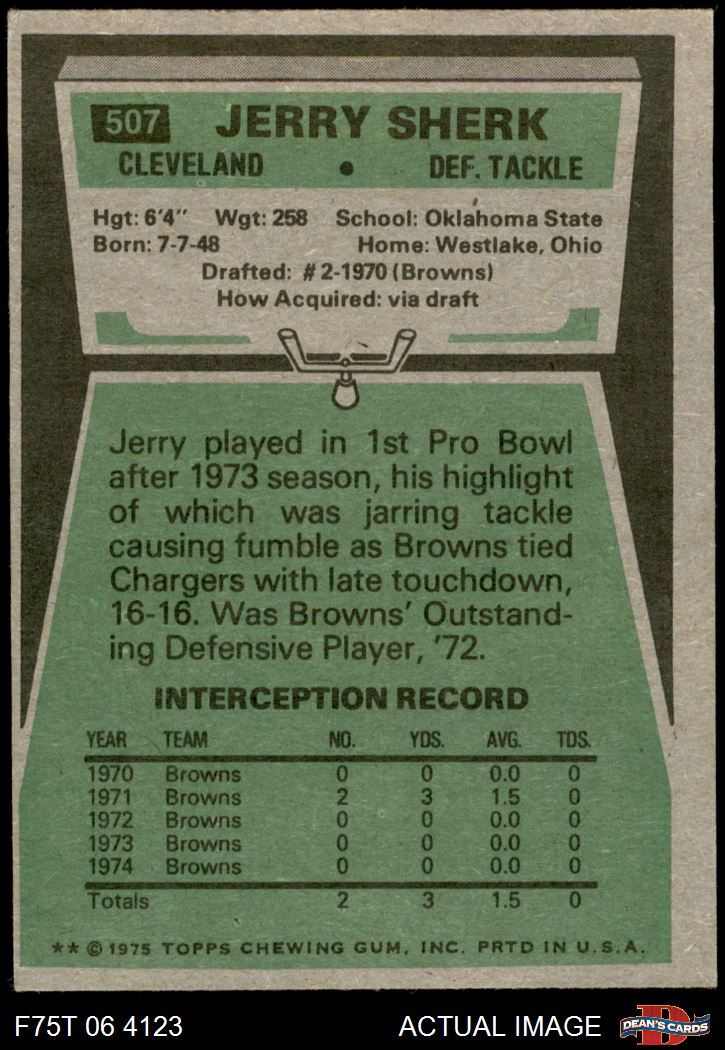 507 JERRY SHERK
CLEVELAND • DEF. TACKLE
Hgt: 6'4" Wgt: 258 School: Oklahoma State
Born: 7-7-48 Home: Westlake, Ohio
Drafted: #2-1970 (Browns)
How Acquired: via draft
Jerry played in 1st Pro Bowl
after 1973 season, his highlight
of which was jarring tackle
causing fumble as Browns tied
Chargers with late touchdown,
16-16. Was Browns' Outstand-
ing Defensive Player, '72.
INTERCEPTION RECORD
YEAR TEAM NO. YDS. AVG. TDS.
1970 Browns 0 0 0.0 0
1971 Browns 2 3 1.5 0
1972 Browns 0 0 0.0 0
1973 Browns 0 0 0.0 0
1974 Browns 0 0 0.0 0
Totals 2 3 1.5 0
** © 1975 TOPPS CHEWING GUM, INC. PRTD IN U.S.A.
F75T 06 4123 ACTUAL IMAGE D DEAN'S CARDS